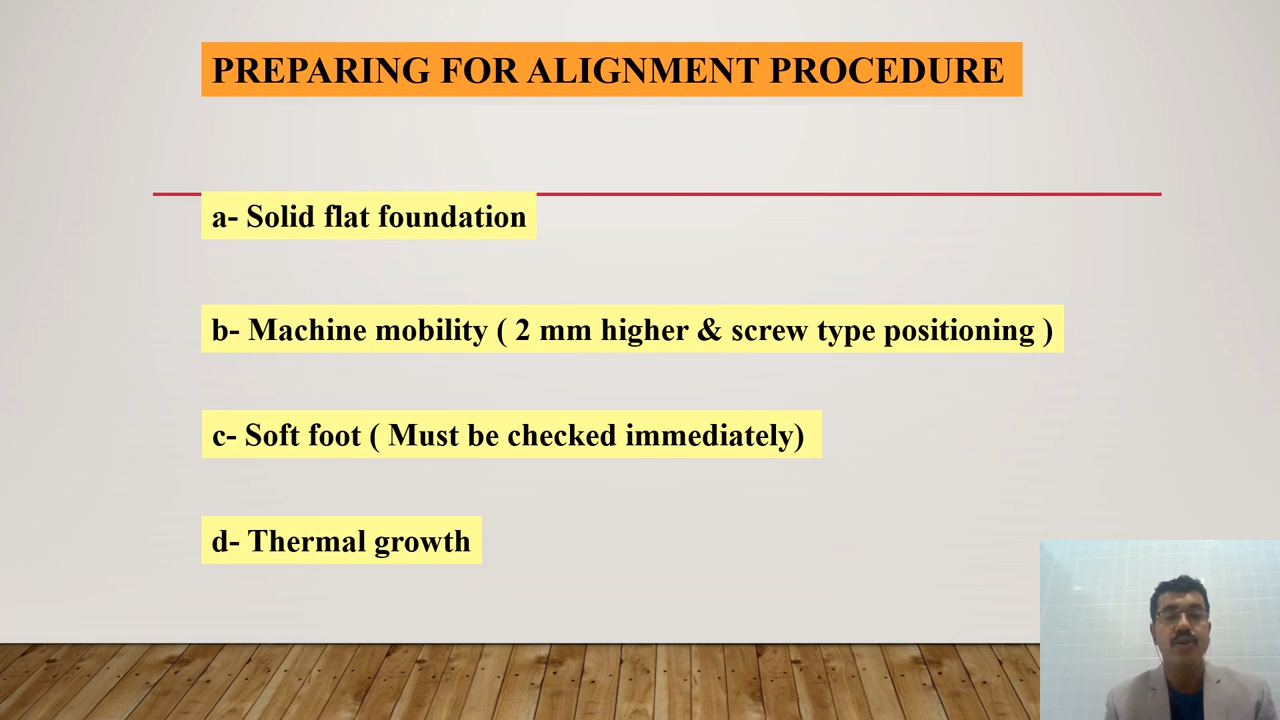 PREPARING FOR ALIGNMENT PROCEDURE
a- Solid flat foundation
b- Machine mobility ( 2 mm higher & screw type positioning )
c- Soft foot ( Must be checked immediately)
d- Thermal growth